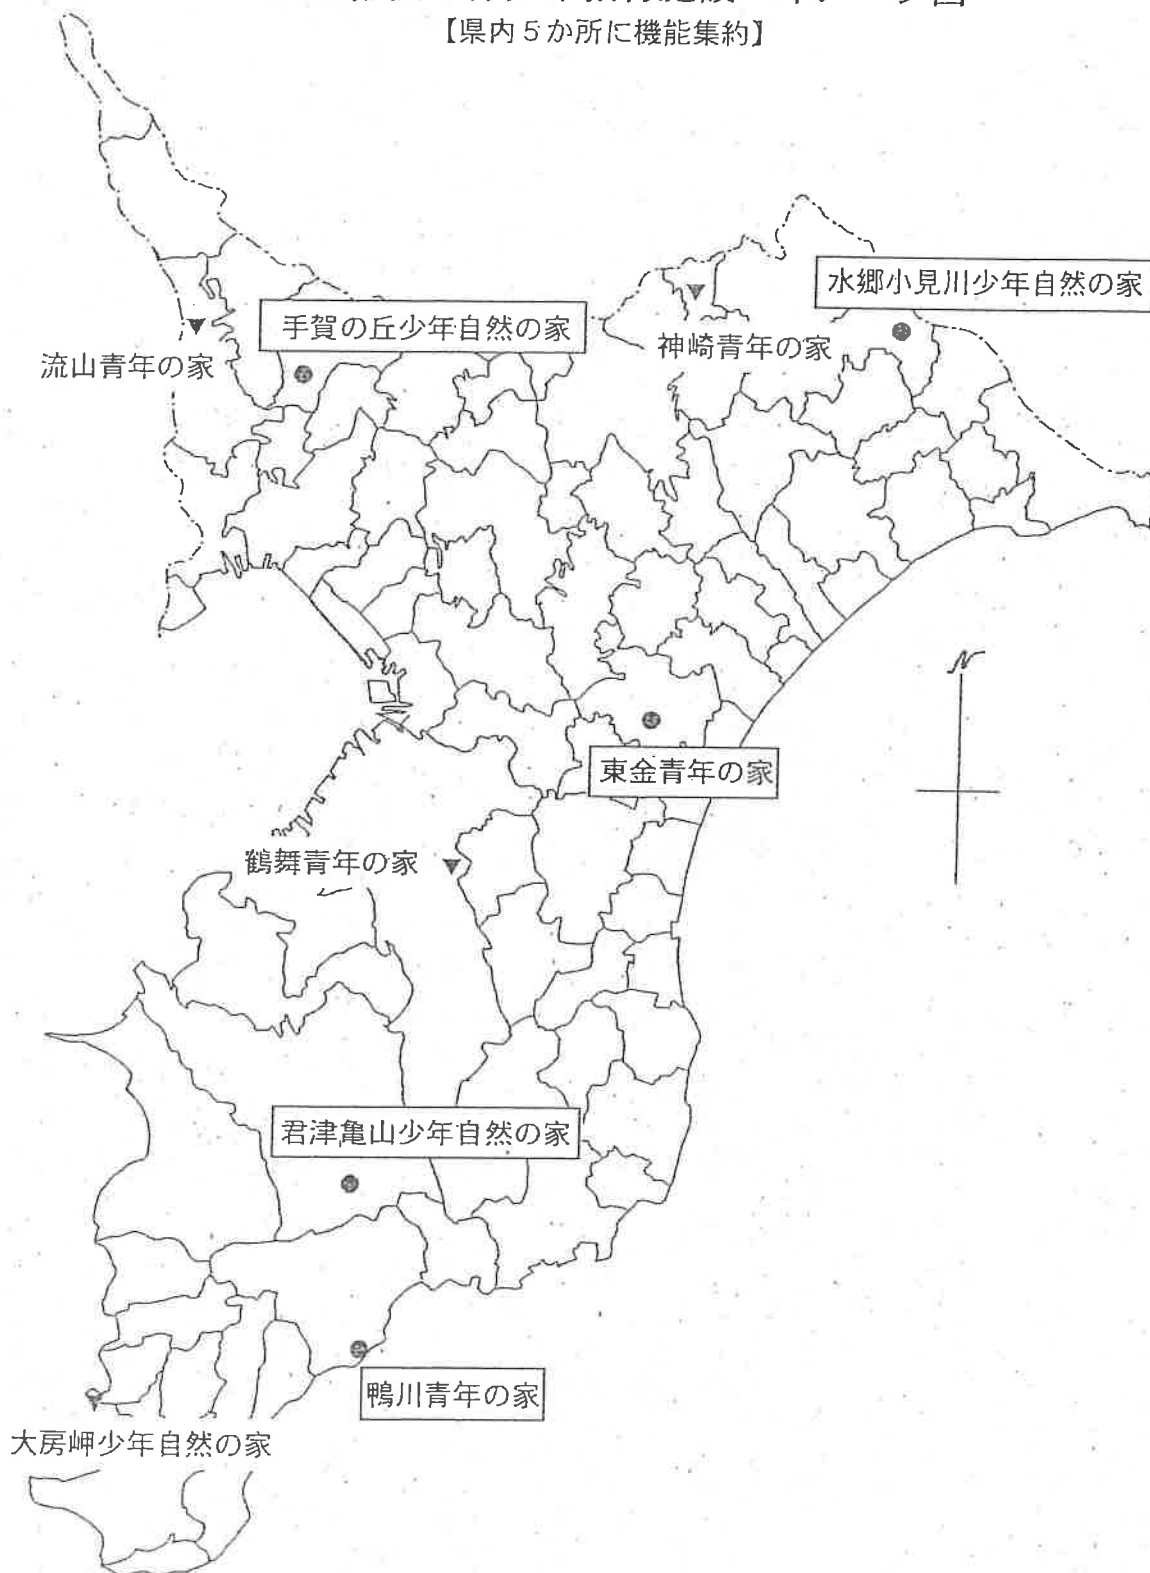 【県内５か所に機能集約】
水郷小見川少年自然の家
手賀の丘少年自然の家
神崎青年の家
流山青年の家
東金青年の家
鶴舞青年の家
君津亀山少年自然の家
鴨川青年の家
大房岬少年自然の家
N